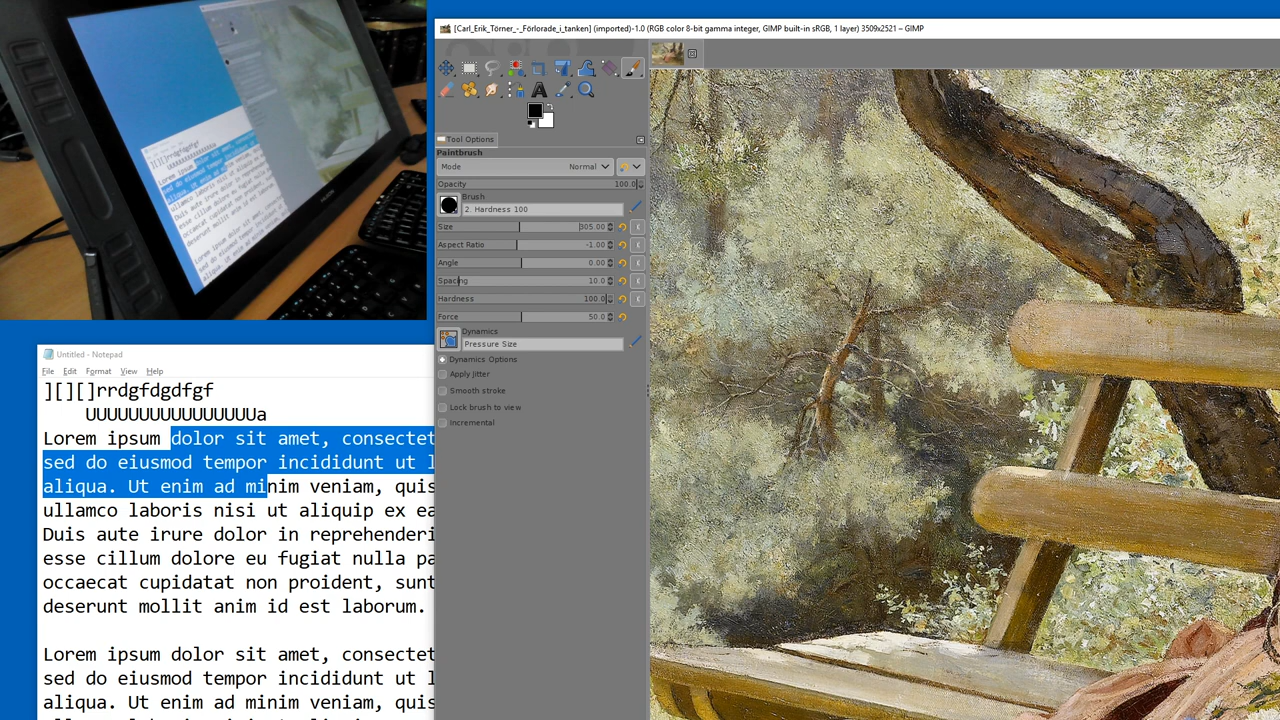 [Carl_Erik_Törner_-_Förlorade_i_tanken] (imported)-1.0 (RGB color 8-bit gamma integer, GIMP built-in sRGB, 1 layer) 3509x2521 – GIMP
Tool Options
Paintbrush
Mode Normal
Opacity 100.0
Brush
2. Hardness 100
Size 305.00
Aspect Ratio -1.00
Angle 0.00
Spacing 10.0
Hardness 100.0
Force 50.0
Dynamics
Pressure Size
Dynamics Options
Apply Jitter
Smooth stroke
Lock brush to view
Incremental
Untitled - Notepad
File Edit Format View Help
][][]rrdgfdgdfgf
UUUUUUUUUUUUUUUUa
Lorem ipsum dolor sit amet, consectet
sed do eiusmod tempor incididunt ut l
aliqua. Ut enim ad minim veniam, quis
ullamco laboris nisi ut aliquip ex ea
Duis aute irure dolor in reprehenderi
esse cillum dolore eu fugiat nulla pa
occaecat cupidatat non proident, sunt
deserunt mollit anim id est laborum.
Lorem ipsum dolor sit amet, consectet
sed do eiusmod tempor incididunt ut l
aliqua. Ut enim ad minim veniam, quis